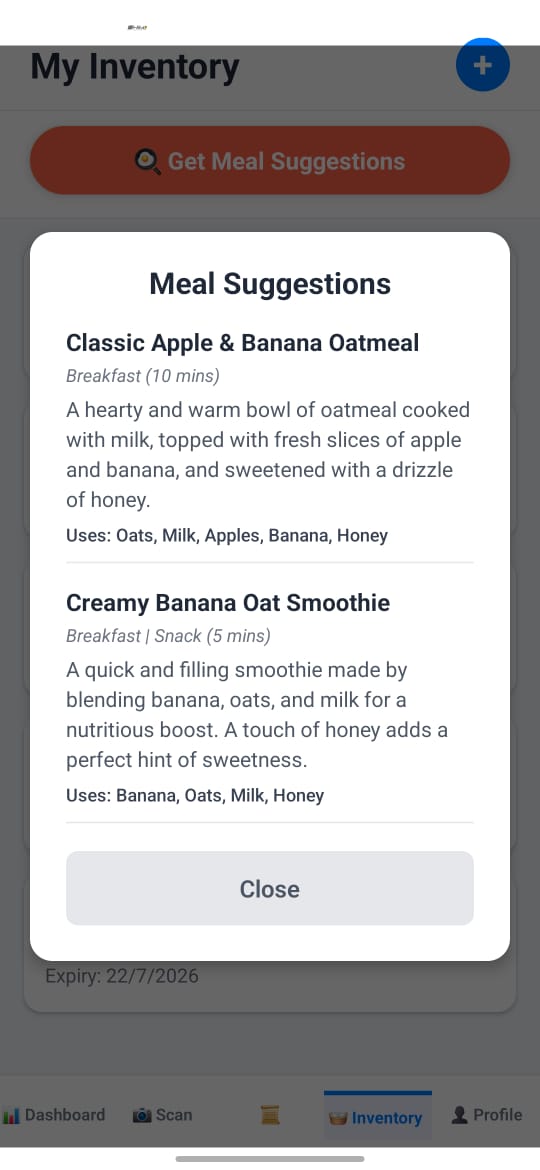 My Inventory
+
Get Meal Suggestions
Meal Suggestions
Classic Apple & Banana Oatmeal
Breakfast (10 mins)
A hearty and warm bowl of oatmeal cooked
with milk, topped with fresh slices of apple
and banana, and sweetened with a drizzle
of honey.
Uses: Oats, Milk, Apples, Banana, Honey
Creamy Banana Oat Smoothie
Breakfast | Snack (5 mins)
A quick and filling smoothie made by
blending banana, oats, and milk for a
nutritious boost. A touch of honey adds a
perfect hint of sweetness.
Uses: Banana, Oats, Milk, Honey
Close
Expiry: 22/7/2026
Dashboard Scan Inventory Profile